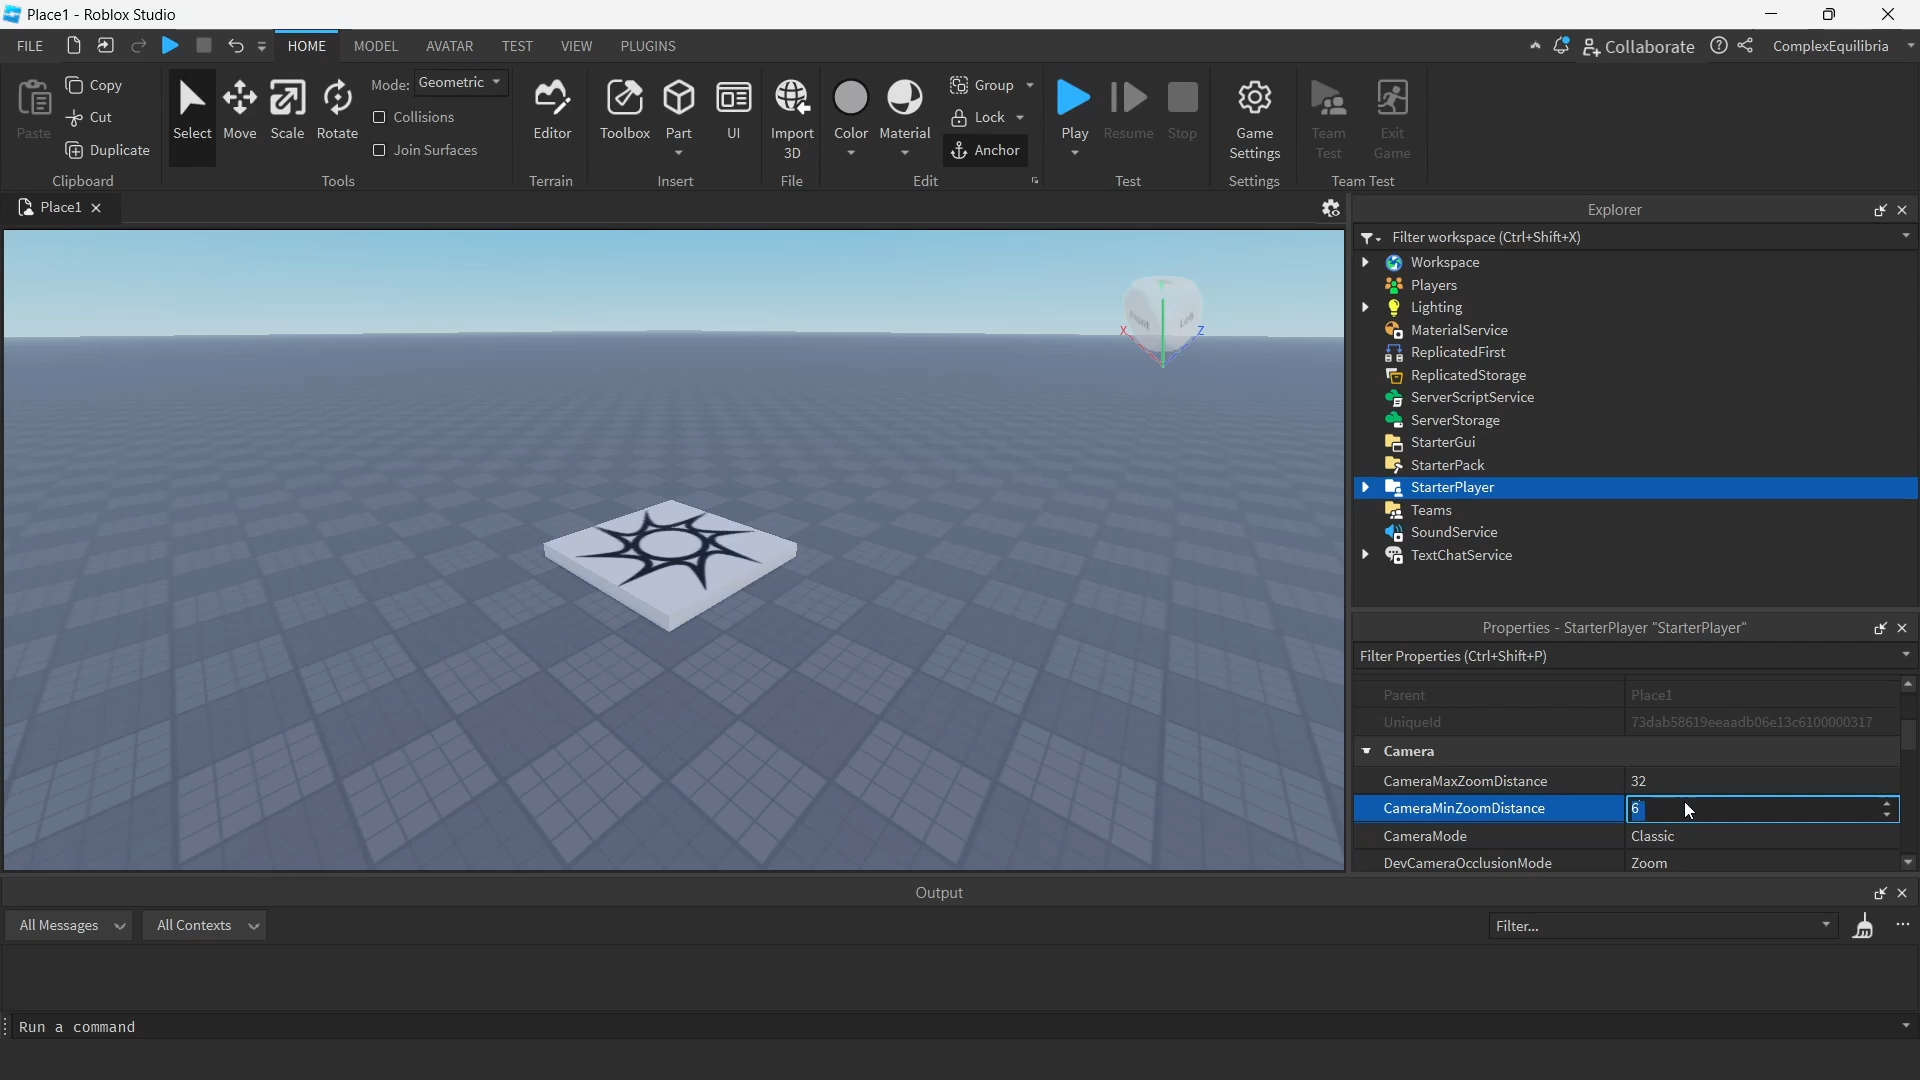 Place1 - Roblox Studio
FILE HOME MODEL AVATAR TEST VIEW PLUGINS Collaborate ComplexEquilibria
Paste Copy Cut Duplicate
Clipboard
Select Move Scale Rotate
Mode: Geometric
Collisions
Join Surfaces
Tools
Editor
Terrain
Toolbox Part UI
Insert
Import 3D
File
Color Material
Group
Lock
Anchor
Edit
Play Resume Stop
Test
Game Settings
Settings
Team Test
Exit Game
Team Test
Place1
Front Left
X Z
Explorer
Filter workspace (Ctrl+Shift+X)
Workspace
Players
Lighting
MaterialService
ReplicatedFirst
ReplicatedStorage
ServerScriptService
ServerStorage
StarterGui
StarterPack
StarterPlayer
Teams
SoundService
TextChatService
Properties - StarterPlayer "StarterPlayer"
Filter Properties (Ctrl+Shift+P)
Parent Place1
UniqueId 73dab58619eeaadb06e13c6100000317
Camera
CameraMaxZoomDistance 32
CameraMinZoomDistance 6
CameraMode Classic
DevCameraOcclusionMode Zoom
Output
All Messages All Contexts Filter...
Run a command